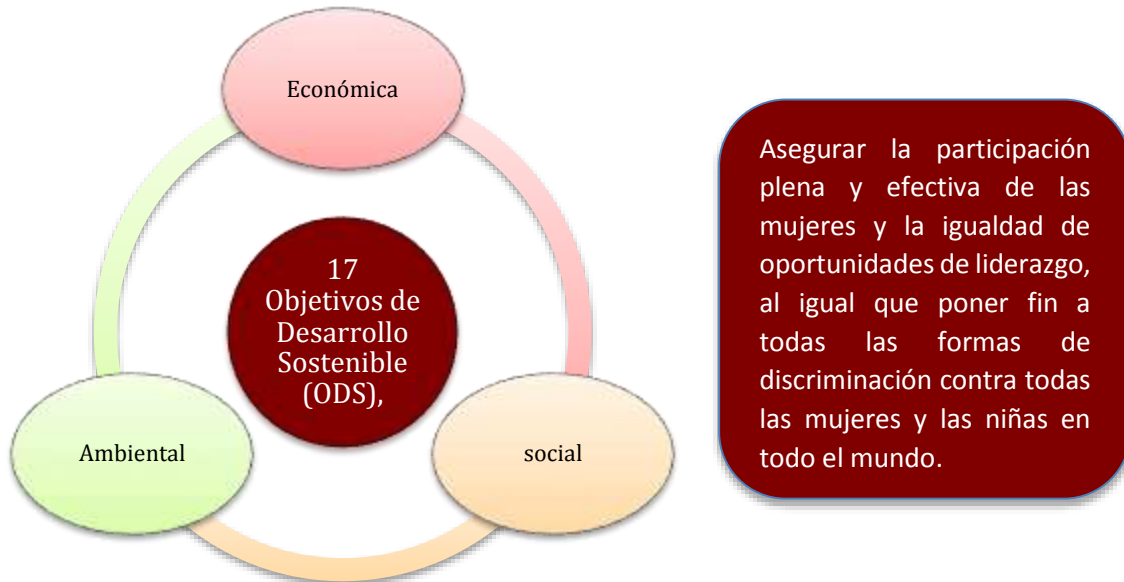 Económica
17
Objetivos de
Desarrollo
Sostenible
(ODS),
Ambiental
social
Asegurar la participación
plena y efectiva de las
mujeres y la igualdad de
oportunidades de liderazgo,
al igual que poner fin a
todas las formas de
discriminación contra todas
las mujeres y las niñas en
todo el mundo.